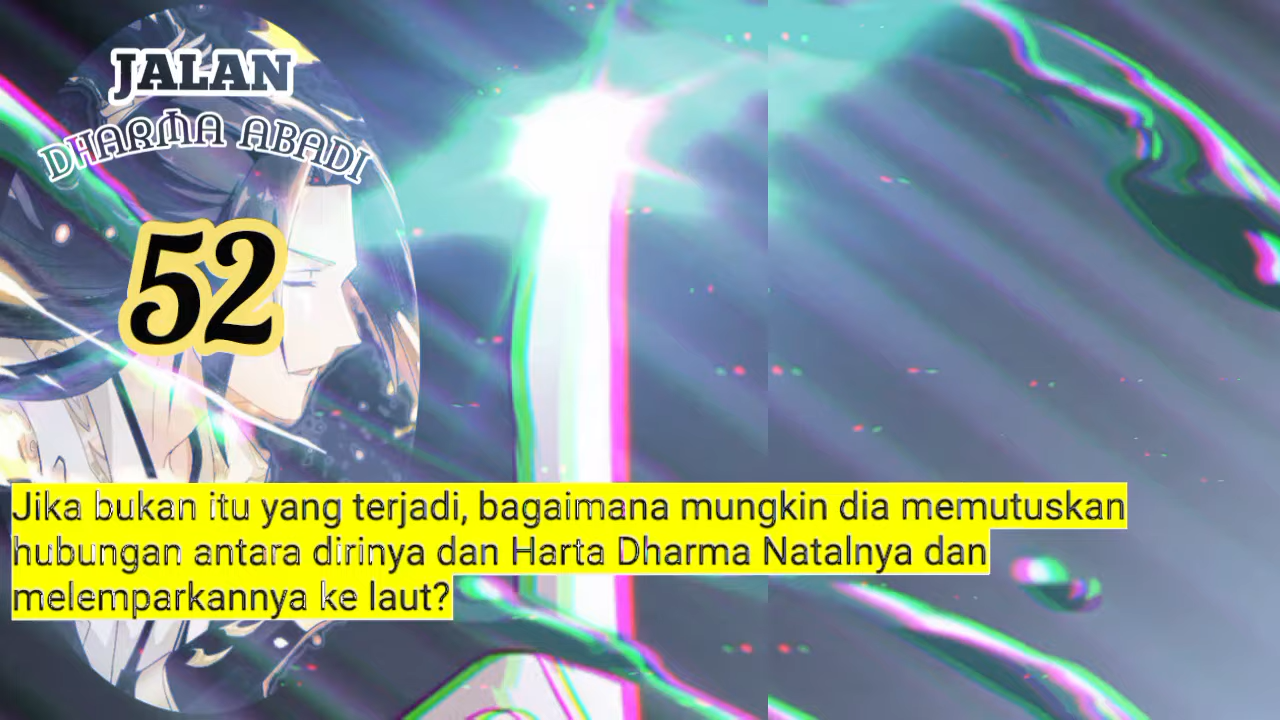 JALAN
DHARMA ABADI
52
Jika bukan itu yang terjadi, bagaimana mungkin dia memutuskan
hubungan antara dirinya dan Harta Dharma Natalnya dan
melemparkannya ke laut?